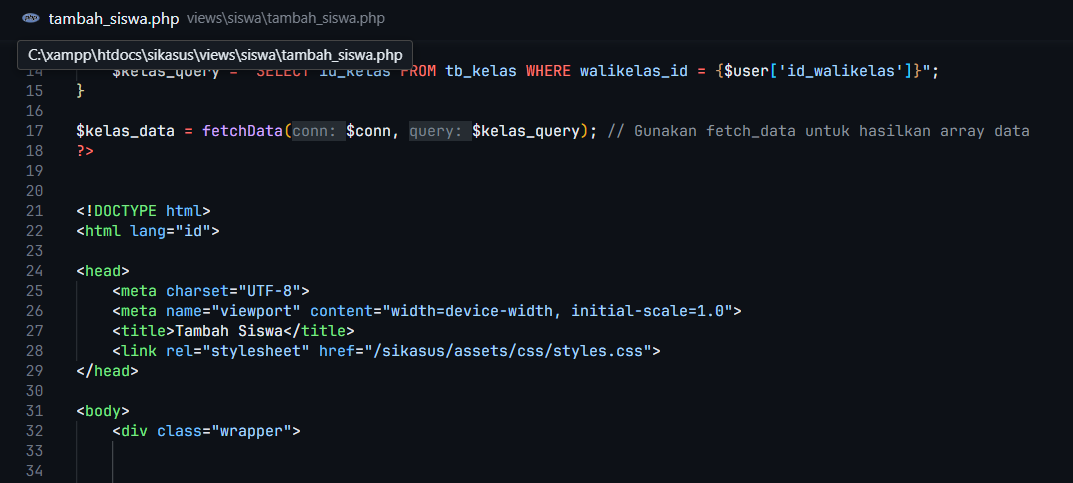 tambah_siswa.php views\siswa\tambah_siswa.php
C:\xampp\htdocs\sikasus\views\siswa\tambah_siswa.php
14 $kelas_query = "SELECT id_kelas FROM tb_kelas WHERE walikelas_id = {$user['id_walikelas']}";
15 }
16
17 $kelas_data = fetchData(conn: $conn, query: $kelas_query); // Gunakan fetch_data untuk hasilkan array data
18 ?>
19
20
21 <!DOCTYPE html>
22 <html lang="id">
23
24 <head>
25 <meta charset="UTF-8">
26 <meta name="viewport" content="width=device-width, initial-scale=1.0">
27 <title>Tambah Siswa</title>
28 <link rel="stylesheet" href="/sikasus/assets/css/styles.css">
29 </head>
30
31 <body>
32 <div class="wrapper">
33
34